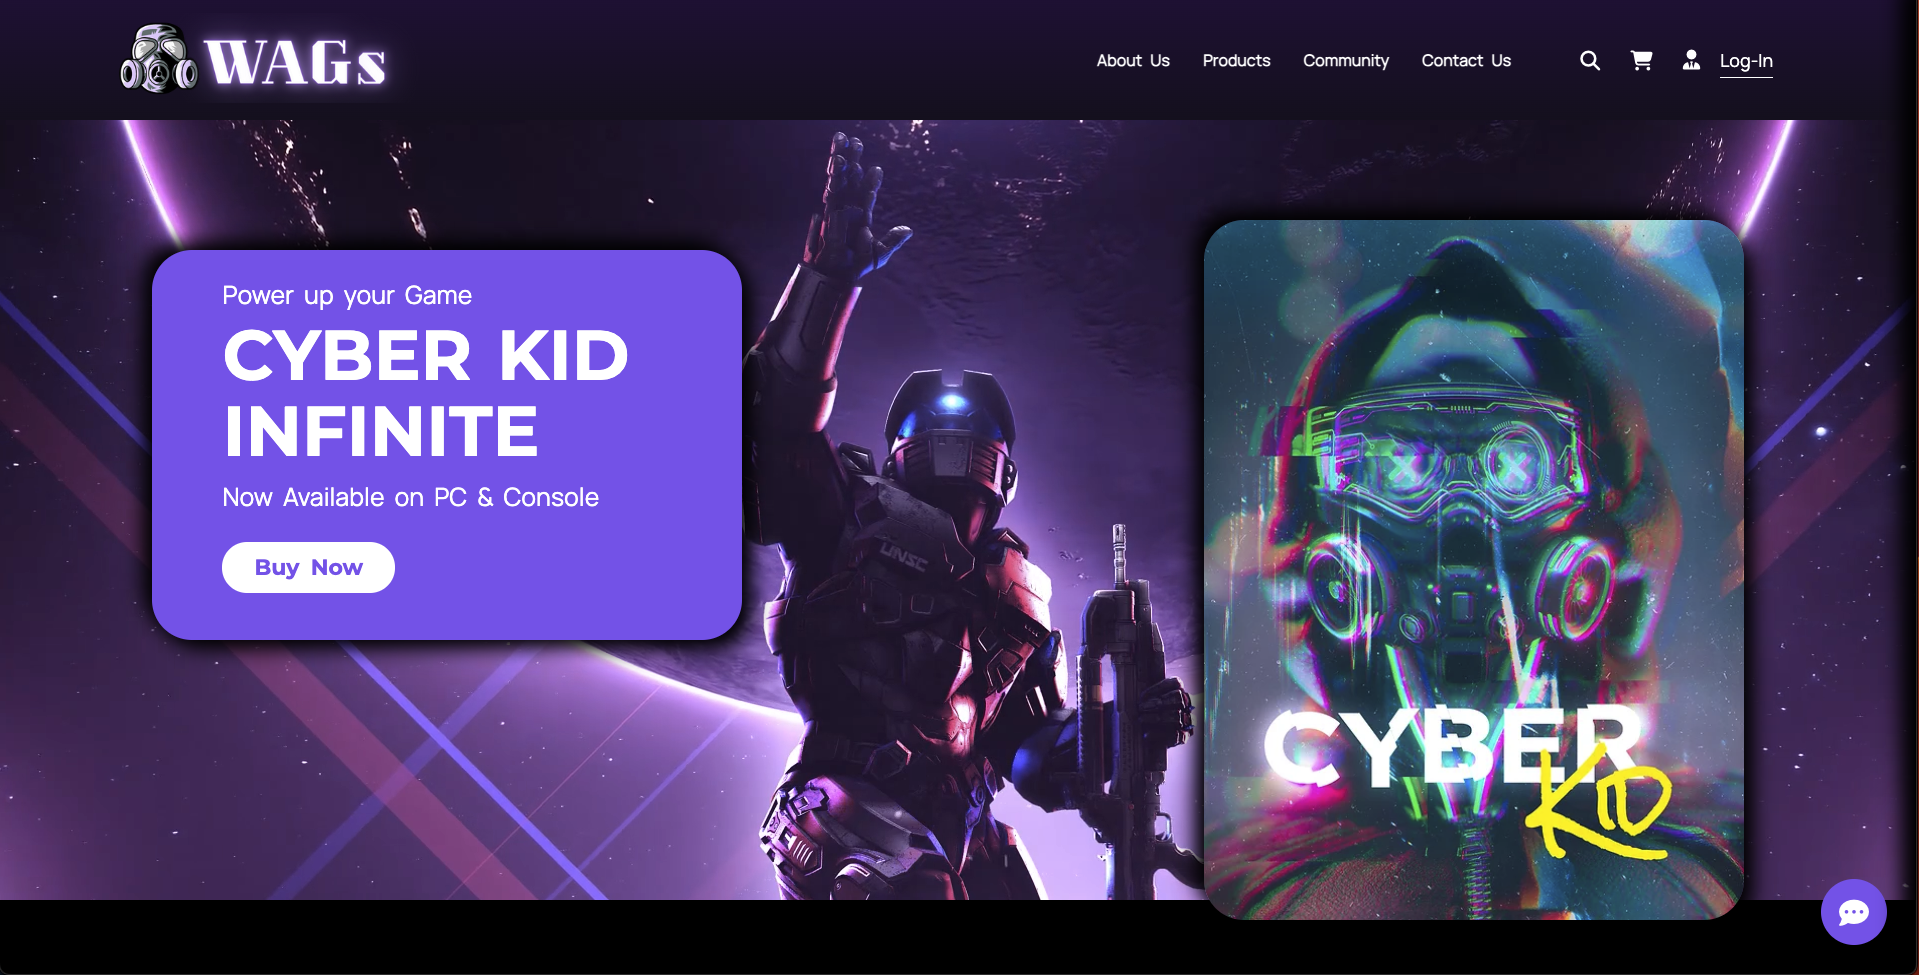 WAGs
About Us
Products
Community
Contact Us
Log-In
Power up your Game
CYBER KID
INFINITE
Now Available on PC & Console
Buy Now
UNSC
CYBER
KID